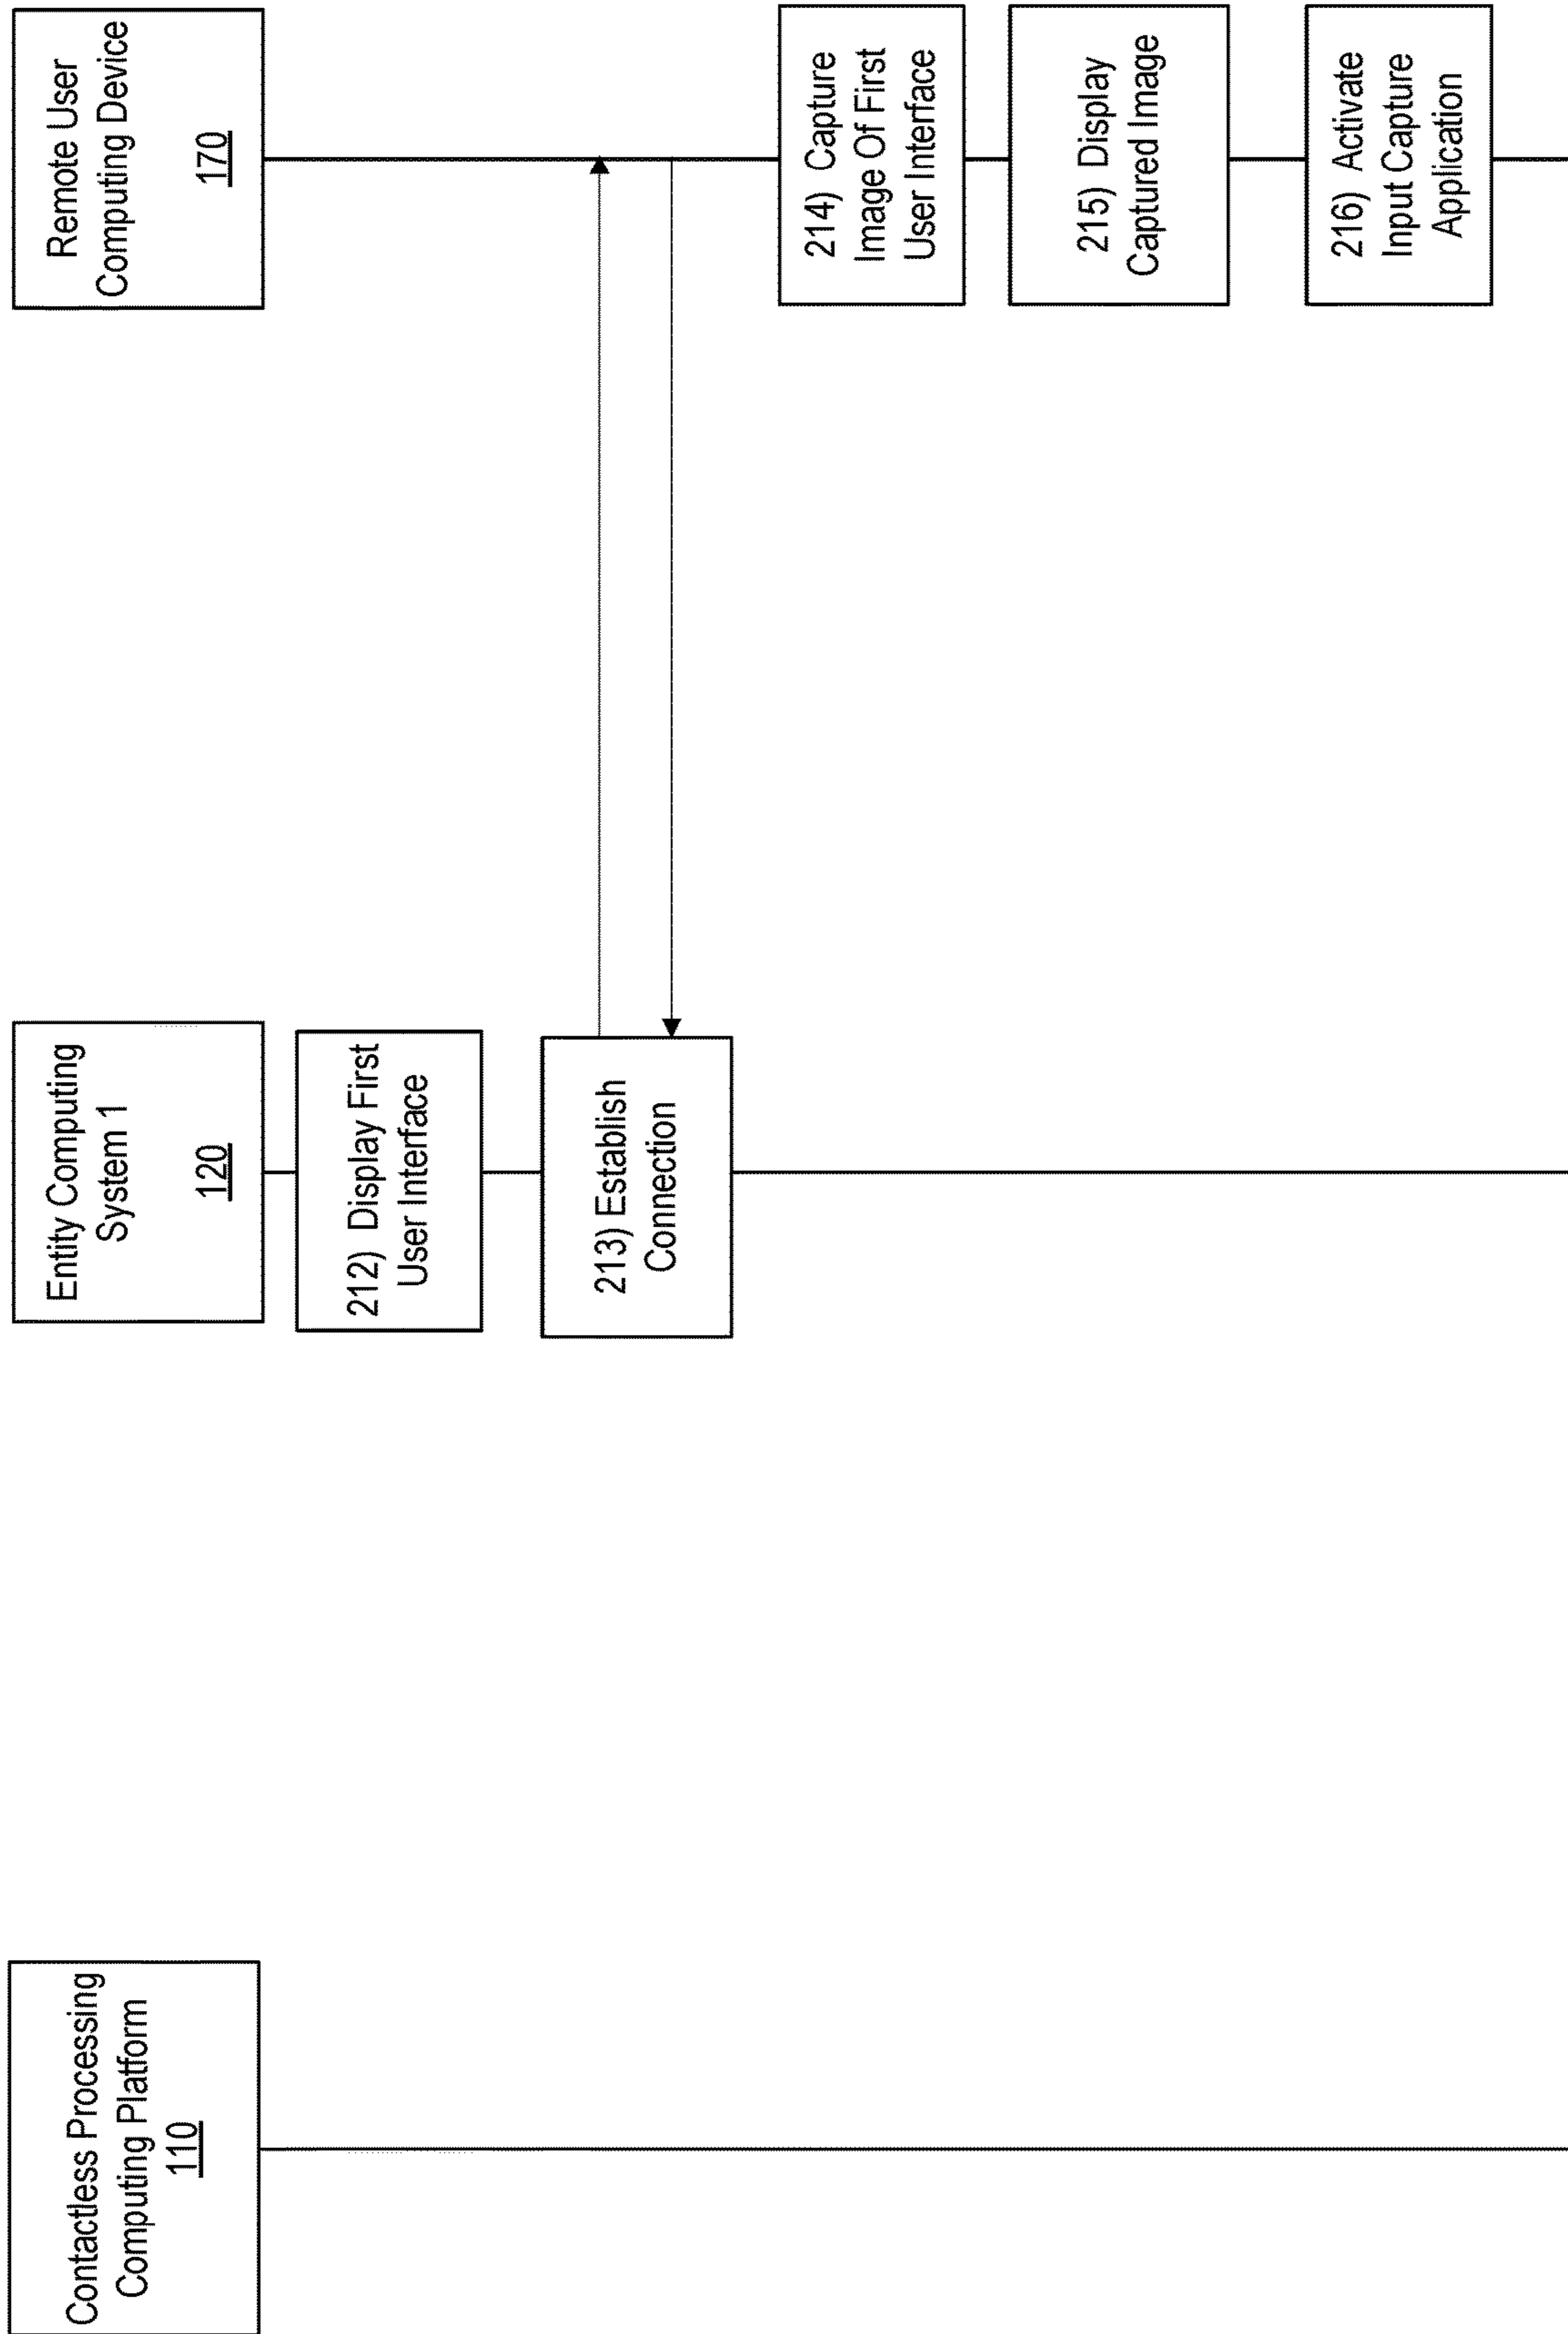 Contactless Processing
Computing Platform
110
Entity Computing
System 1
120
Remote User
Computing Device
170
212) Display First
User Interface
213) Establish
Connection
214) Capture
Image Of First
User Interface
215) Display
Captured Image
216) Activate
Input Capture
Application